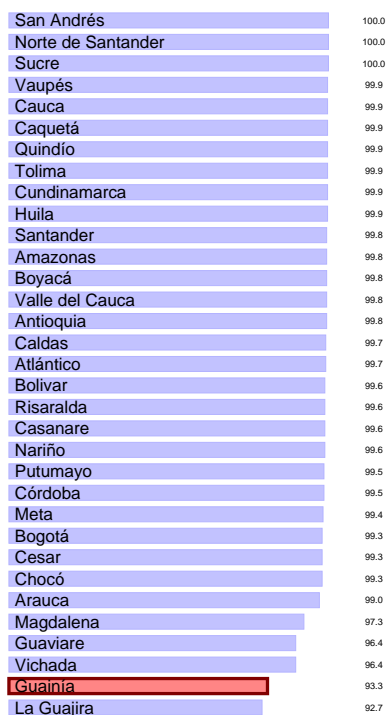 San Andrés 100.0
Norte de Santander 100.0
Sucre 100.0
Vaupés 99.9
Cauca 99.9
Caquetá 99.9
Quindío 99.9
Tolima 99.9
Cundinamarca 99.9
Huila 99.9
Santander 99.8
Amazonas 99.8
Boyacá 99.8
Valle del Cauca 99.8
Antioquia 99.8
Caldas 99.7
Atlántico 99.7
Bolivar 99.6
Risaralda 99.6
Casanare 99.6
Nariño 99.6
Putumayo 99.5
Córdoba 99.5
Meta 99.4
Bogotá 99.3
Cesar 99.3
Chocó 99.3
Arauca 99.0
Magdalena 97.3
Guaviare 96.4
Vichada 96.4
Guainía 93.3
La Guajira 92.7